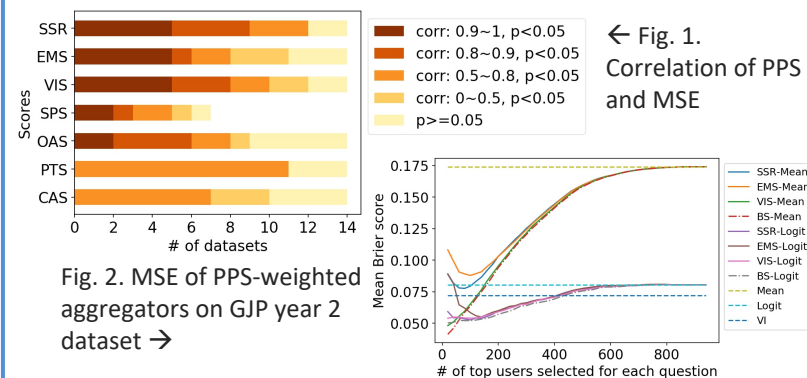 SSR
EMS
VIS
SPS
OAS
PTS
CAS
Scores
0 2 4 6 8 10 12 14
# of datasets
corr: 0.9~1, p<0.05
corr: 0.8~0.9, p<0.05
corr: 0.5~0.8, p<0.05
corr: 0~0.5, p<0.05
p>=0.05
← Fig. 1.
Correlation of PPS
and MSE
Fig. 2. MSE of PPS-weighted
aggregators on GJP year 2
dataset →
0.175
0.150
0.125
0.100
0.075
0.050
Mean Brier score
0 200 400 600 800
# of top users selected for each question
SSR-Mean
EMS-Mean
VIS-Mean
BS-Mean
SSR-Logit
EMS-Logit
VIS-Logit
BS-Logit
Mean
Logit
VI